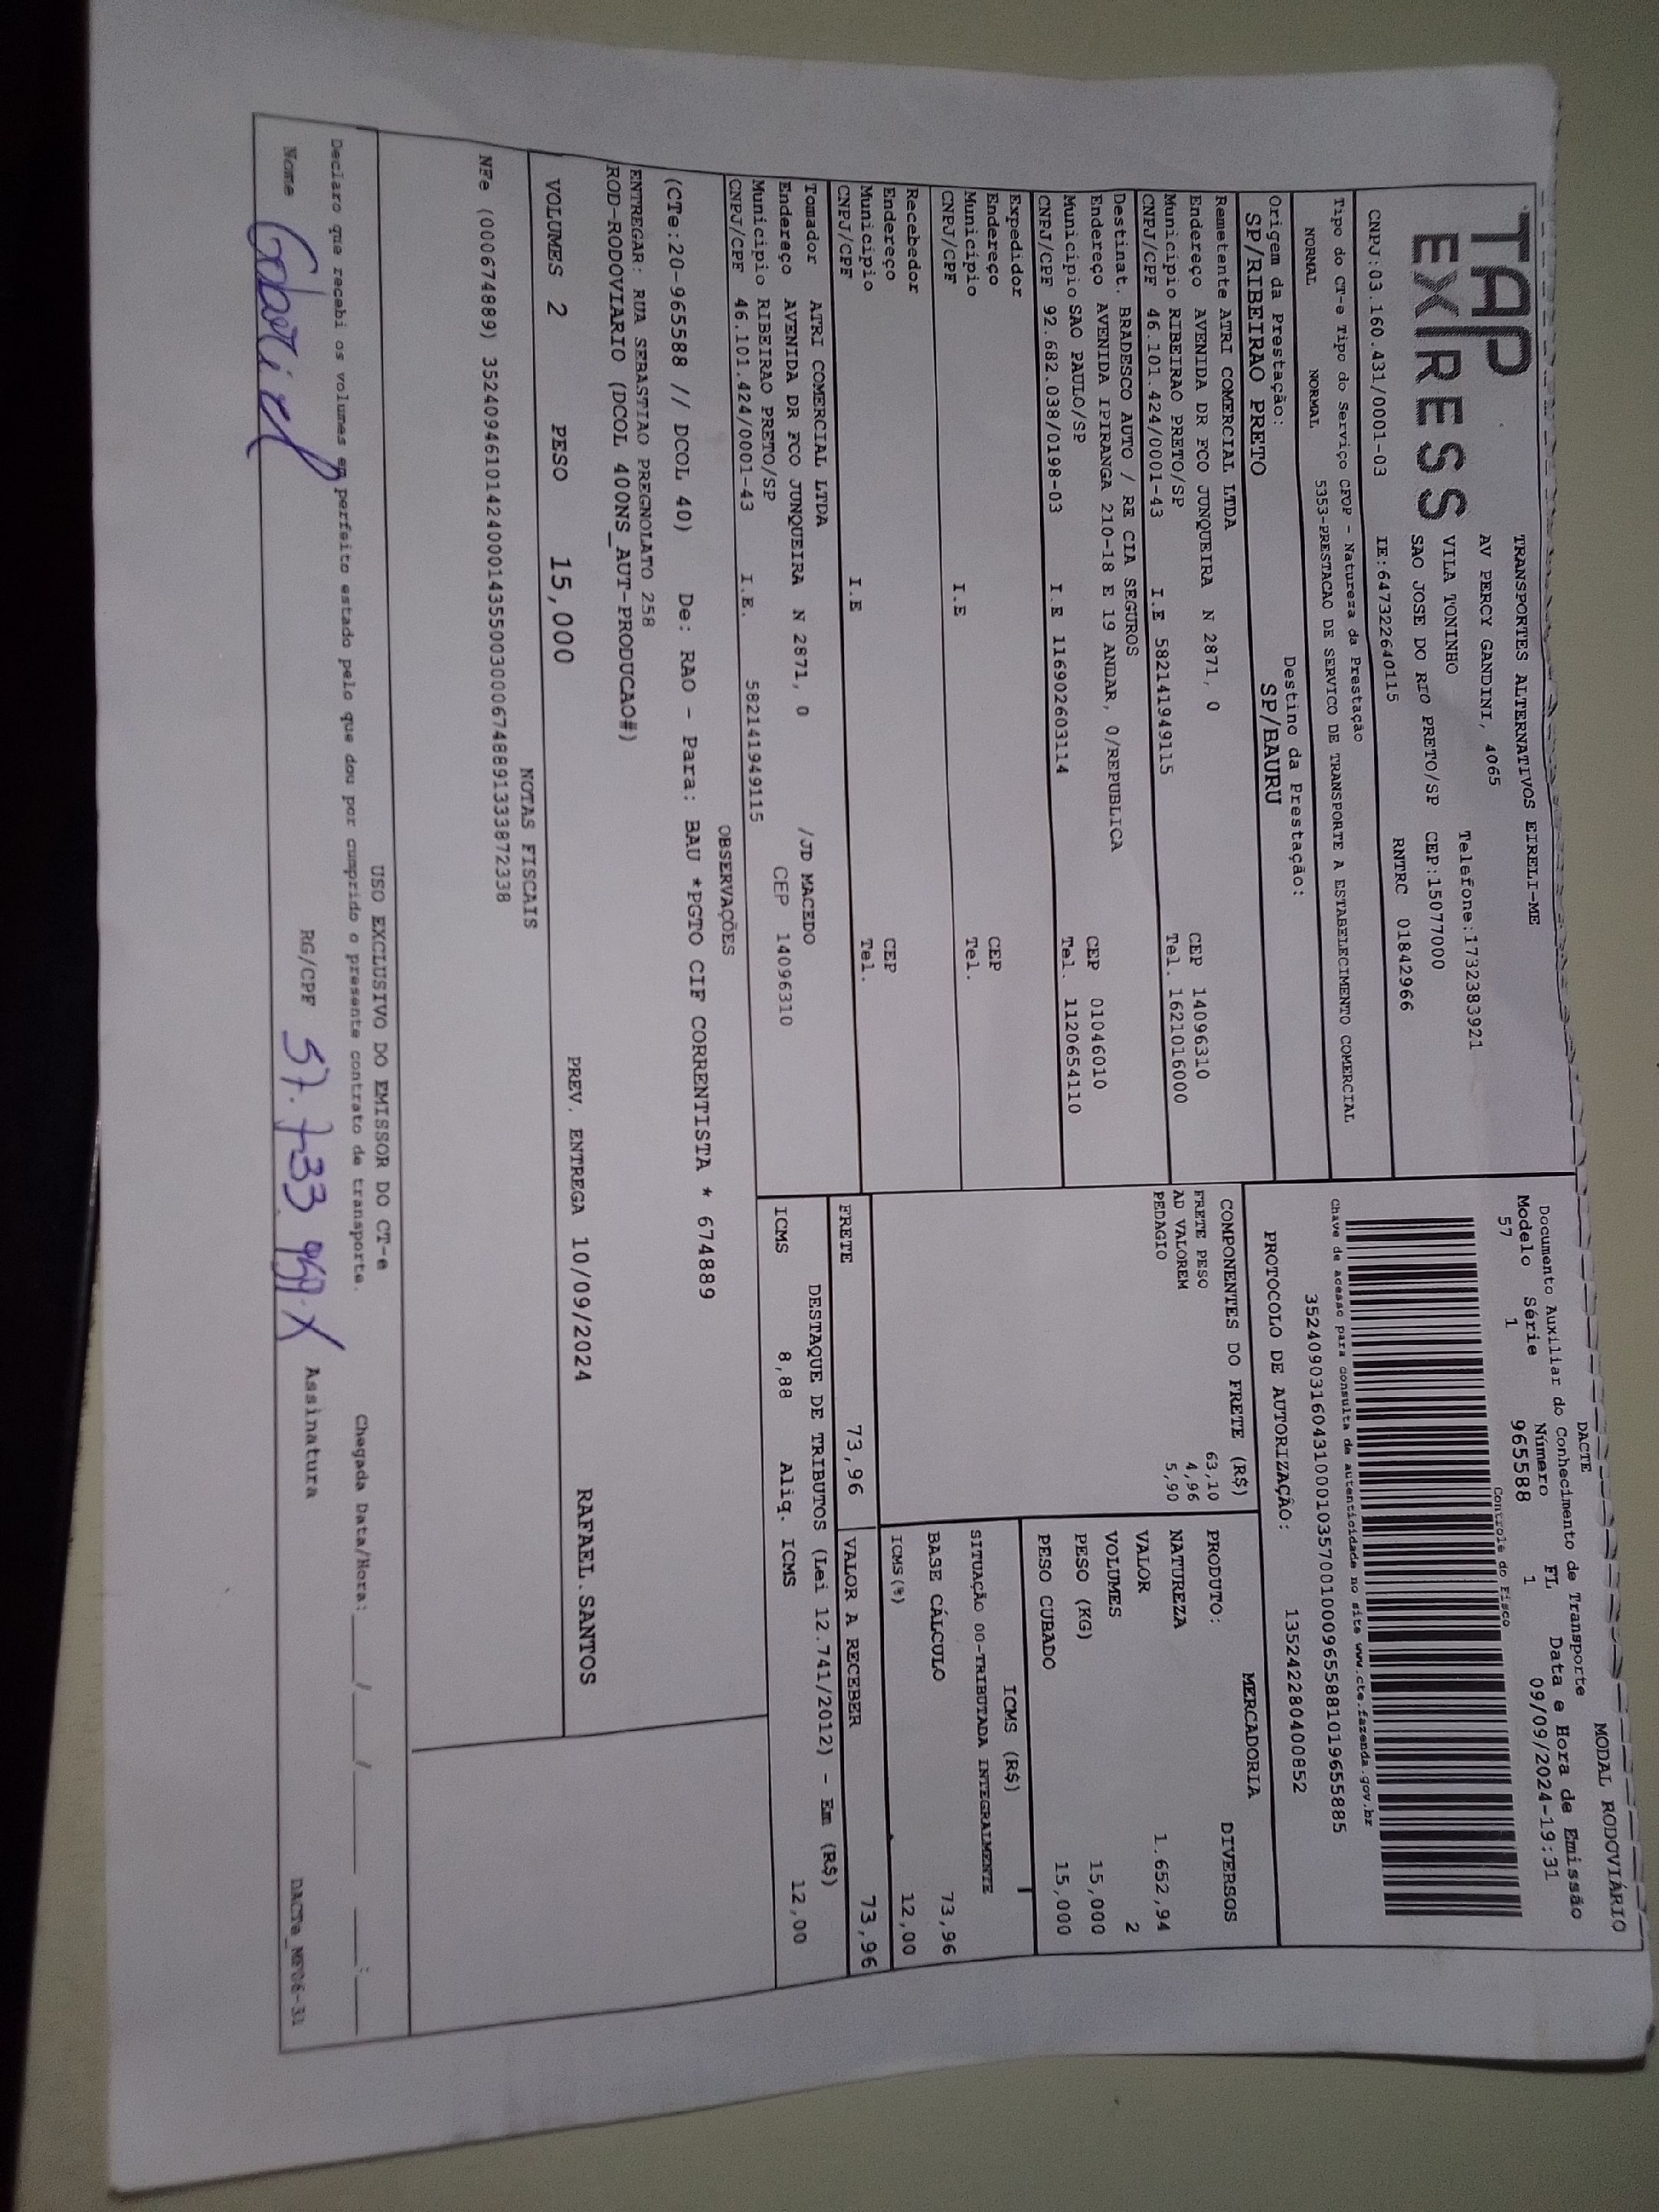 TAP EXPRESS
TRANSPORTES ALTERNATIVOS EIRELI-ME
AV PERCY GANDINI, 4065 Telefone:1732383921
VILA TONINHO
SAO JOSE DO RIO PRETO/SP CEP:15077000
CNPJ:03.160.431/0001-03 IE:647322640115 RNTRC 01842966
DACTE MODAL RODOVIÁRIO
Documento Auxiliar do Conhecimento de Transporte
Modelo Série Número FL Data e Hora de Emissão
57 1 965588 1 09/09/2024-19:31
Controle do Fisco
Chave de acesso para consulta de autenticidade no site www.cte.fazenda.gov.br
35240903160431000103570010009655881019655885
PROTOCOLO DE AUTORIZAÇÃO: 135242280400852
Tipo do CT-e Tipo do Serviço CFOP - Natureza da Prestação
NORMAL NORMAL 5353-PRESTACAO DE SERVICO DE TRANSPORTE A ESTABELECIMENTO COMERCIAL
Origem da Prestação: Destino da Prestação:
SP/RIBEIRAO PRETO SP/BAURU
Remetente ATRI COMERCIAL LTDA
Endereço AVENIDA DR FCO JUNQUEIRA N 2871, 0 CEP 14096310
Municipio RIBEIRAO PRETO/SP Tel. 1621016000
CNPJ/CPF 46.101.424/0001-43 I.E 582141949115
Destinat. BRADESCO AUTO / RE CIA SEGUROS
Endereço AVENIDA IPIRANGA 210-18 E 19 ANDAR, 0/REPUBLICA
Municipio SAO PAULO/SP CEP 01046010
CNPJ/CPF 92.682.038/0198-03 I.E 116902603114 Tel. 1120654110
Expedidor
Endereço
Municipio CEP
CNPJ/CPF I.E Tel.
Recebedor
Endereço
Municipio CEP
CNPJ/CPF I.E Tel.
Tomador ATRI COMERCIAL LTDA
Endereço AVENIDA DR FCO JUNQUEIRA N 2871, 0 /JD MACEDO
Municipio RIBEIRAO PRETO/SP CEP 14096310
CNPJ/CPF 46.101.424/0001-43 I.E. 582141949115
COMPONENTES DO FRETE (R$)
FRETE PESO 63,10
AD VALOREM 4,96
PEDAGIO 5,90
MERCADORIA
PRODUTO: DIVERSOS
NATUREZA
VALOR 1.652,94
VOLUMES 2
PESO (KG) 15,000
PESO CUBADO 15,000
ICMS (R$)
SITUAÇÃO 00-TRIBUTADA INTEGRALMENTE
BASE CÁLCULO 73,96
ICMS(%) 12,00
FRETE 73,96 VALOR A RECEBER 73,96
DESTAQUE DE TRIBUTOS (Lei 12.741/2012) - Em (R$)
ICMS 8,88 Aliq. ICMS 12,00
OBSERVAÇÕES
(CTe:20-965588 // DCOL 40) De: RAO - Para: BAU *PGTO CIF CORRENTISTA * 674889
ENTREGAR: RUA SEBASTIAO PREGNOLATO 258
ROD-RODOVIARIO (DCOL 400NS_AUT-PRODUCAO#)
VOLUMES 2 PESO 15,000 PREV. ENTREGA 10/09/2024 RAFAEL.SANTOS
NOTAS FISCAIS
NFe (000674889) 35240946101424000143550030006748891333872338
USO EXCLUSIVO DO EMISSOR DO CT-e
Declaro que recebi os volumes em perfeito estado pelo que dou por cumprido o presente contrato de transporte. Chegada Data/Hora:____/____/______ ___:___
Nome Gabriel RG/CPF 57.733 959-X Assinatura DACTe_MF06-31